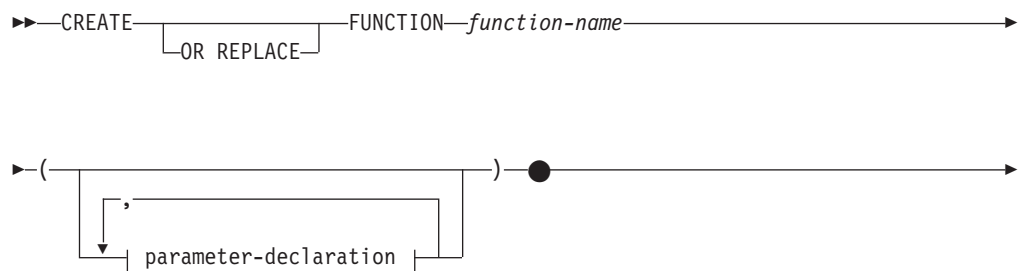 CREATE FUNCTION function-name
OR REPLACE
( )
,
parameter-declaration